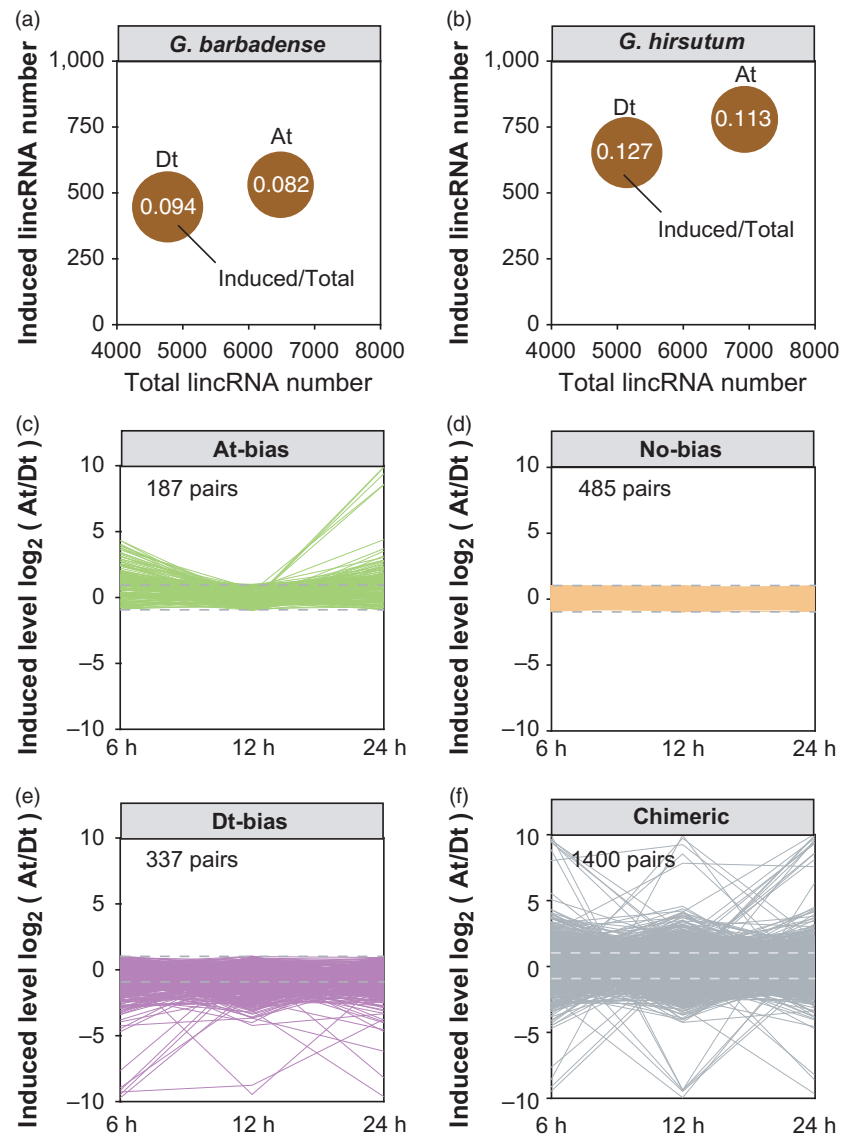 (a)
G. barbadense
Induced lincRNA number
1,000
750
500
250
0
Dt
0.094
At
0.082
Induced/Total
4000 5000 6000 7000 8000
Total lincRNA number
(b)
G. hirsutum
Induced lincRNA number
1,000
750
500
250
0
Dt
0.127
At
0.113
Induced/Total
4000 5000 6000 7000 8000
Total lincRNA number
(c)
At-bias
Induced level log₂ ( At/Dt )
187 pairs
10
5
0
–5
–10
6 h 12 h 24 h
(d)
No-bias
Induced level log₂ ( At/Dt )
485 pairs
10
5
0
–5
–10
6 h 12 h 24 h
(e)
Dt-bias
Induced level log₂ ( At/Dt )
337 pairs
10
5
0
–5
–10
6 h 12 h 24 h
(f)
Chimeric
Induced level log₂ ( At/Dt )
1400 pairs
10
5
0
–5
–10
6 h 12 h 24 h